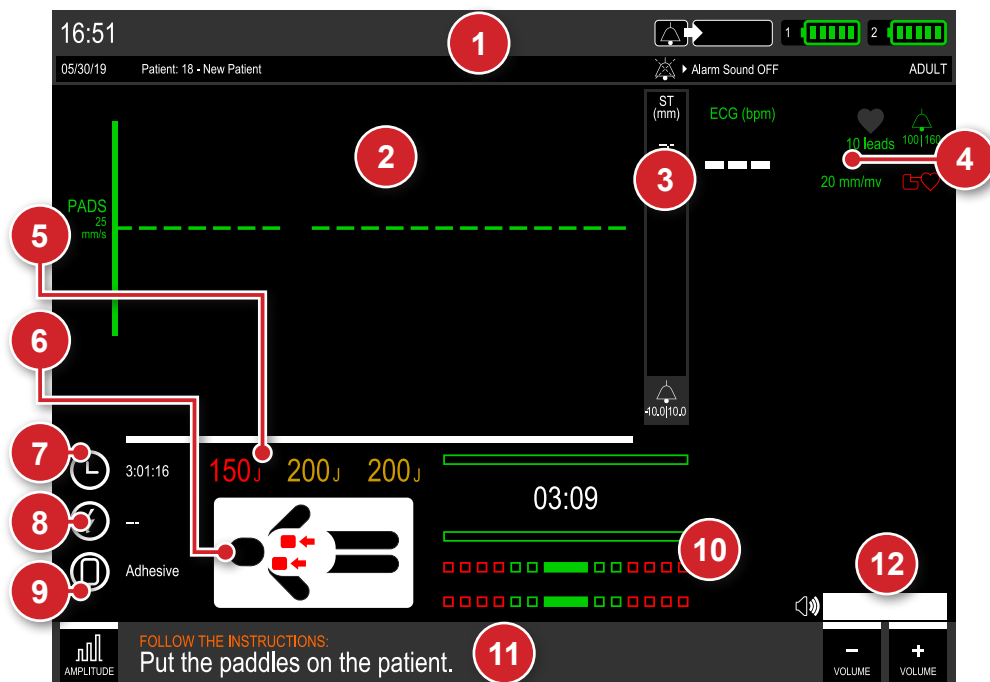 16:51
1
1
2
05/30/19
Patient: 18 - New Patient
Alarm Sound OFF
ADULT
2
ST
(mm)
--.-
3
ECG (bpm)
---
10 leads
100|160
4
20 mm/mv
PADS
25
mm/s
5
6
-10.0|10.0
7
3:01:16
150J 200J 200J
03:09
8
--
9
Adhesive
10
12
AMPLITUDE
FOLLOW THE INSTRUCTIONS:
Put the paddles on the patient.
11
-
VOLUME
+
VOLUME